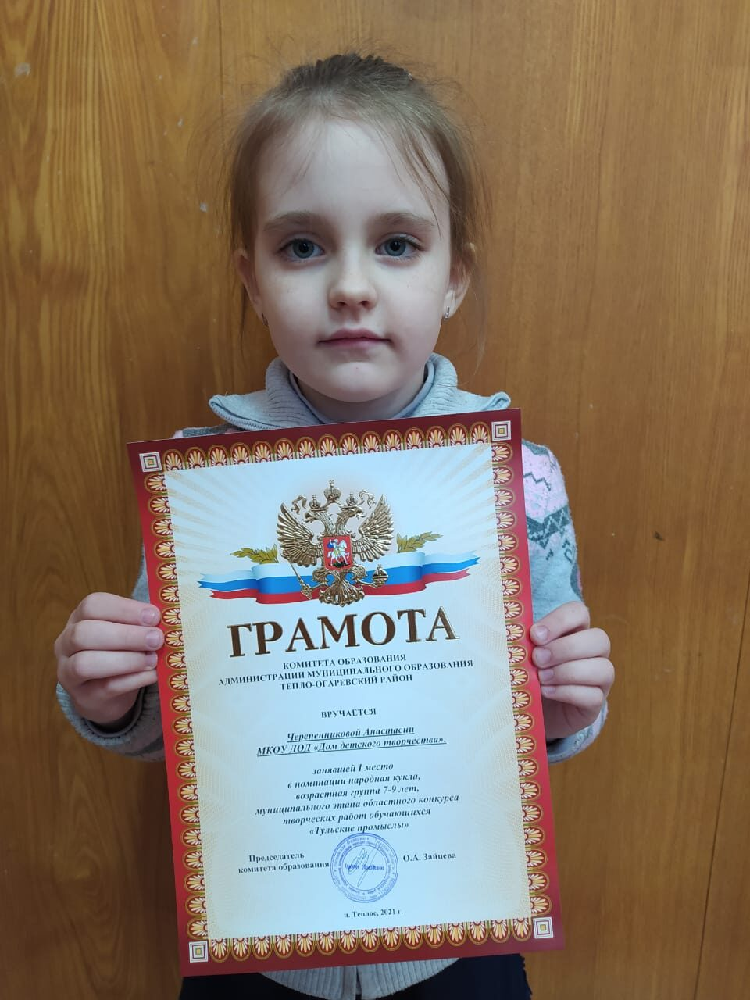 ГРАМОТА
КОМИТЕТА ОБРАЗОВАНИЯ
АДМИНИСТРАЦИИ МУНИЦИПАЛЬНОГО ОБРАЗОВАНИЯ
ТЕПЛО-ОГАРЕВСКИЙ РАЙОН
ВРУЧАЕТСЯ
Черепенниковой Анастасии
МКОУ ДОД «Дом детского творчества»,
занявшей I место
в номинации народная кукла,
возрастная группа 7-9 лет,
муниципального этапа областного конкурса
творческих работ обучающихся
«Тульские промыслы»
Председатель
комитета образования
О.А. Зайцева
Комитет образования
п. Теплое, 2021 г.